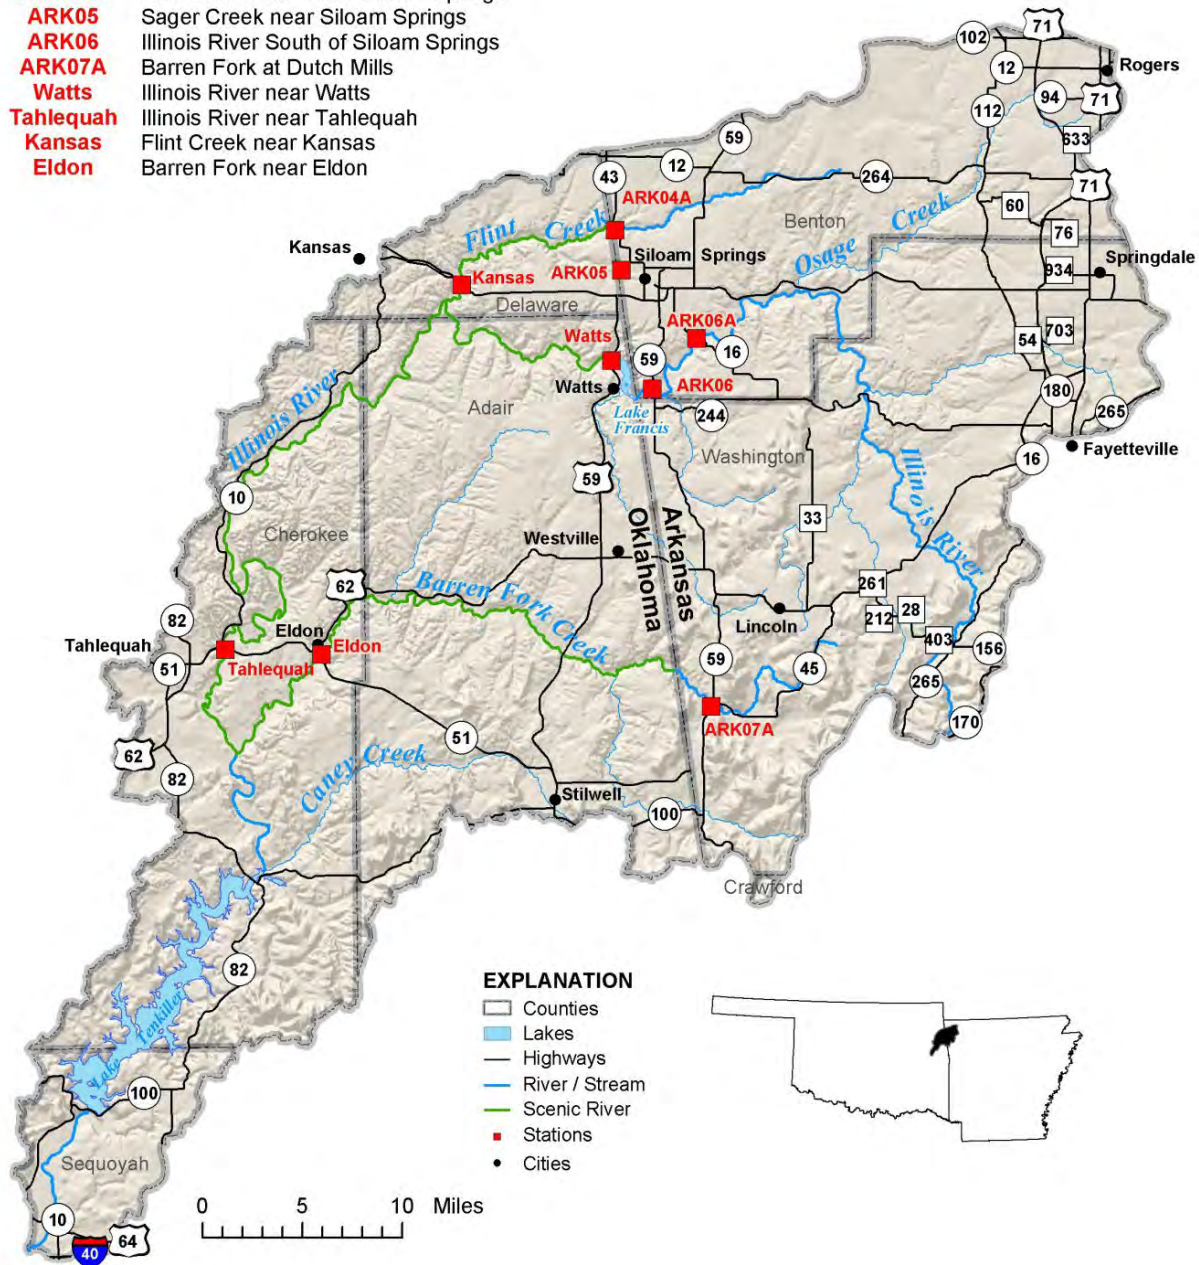 ARK05 Sager Creek near Siloam Springs
ARK06 Illinois River South of Siloam Springs
ARK07A Barren Fork at Dutch Mills
Watts Illinois River near Watts
Tahlequah Illinois River near Tahlequah
Kansas Flint Creek near Kansas
Eldon Barren Fork near Eldon
71
102
12
Rogers
94
71
112
59
633
12
43
264
71
ARK04A
60
Benton
Flint Creek
Osage Creek
76
Kansas
Siloam Springs
Springdale
934
Kansas
ARK05
Delaware
ARK06A
703
Watts
54
59
16
Watts
ARK06
180
Illinois River
Adair
Lake
Francis
244
265
Fayetteville
Washington
16
59
10
Illinois River
33
Cherokee
Arkansas
Oklahoma
Westville
62
Barren Fork Creek
261
28
82
Lincoln
212
Eldon
403
Tahlequah
Eldon
156
51
Tahlequah
59
45
265
ARK07A
170
62
51
Caney Creek
82
Stilwell
100
Crawford
82
EXPLANATION
Counties
Lakes
Highways
River / Stream
Scenic River
Stations
Cities
Lake Tenkiller
100
Sequoyah
0 5 10 Miles
10
40
64